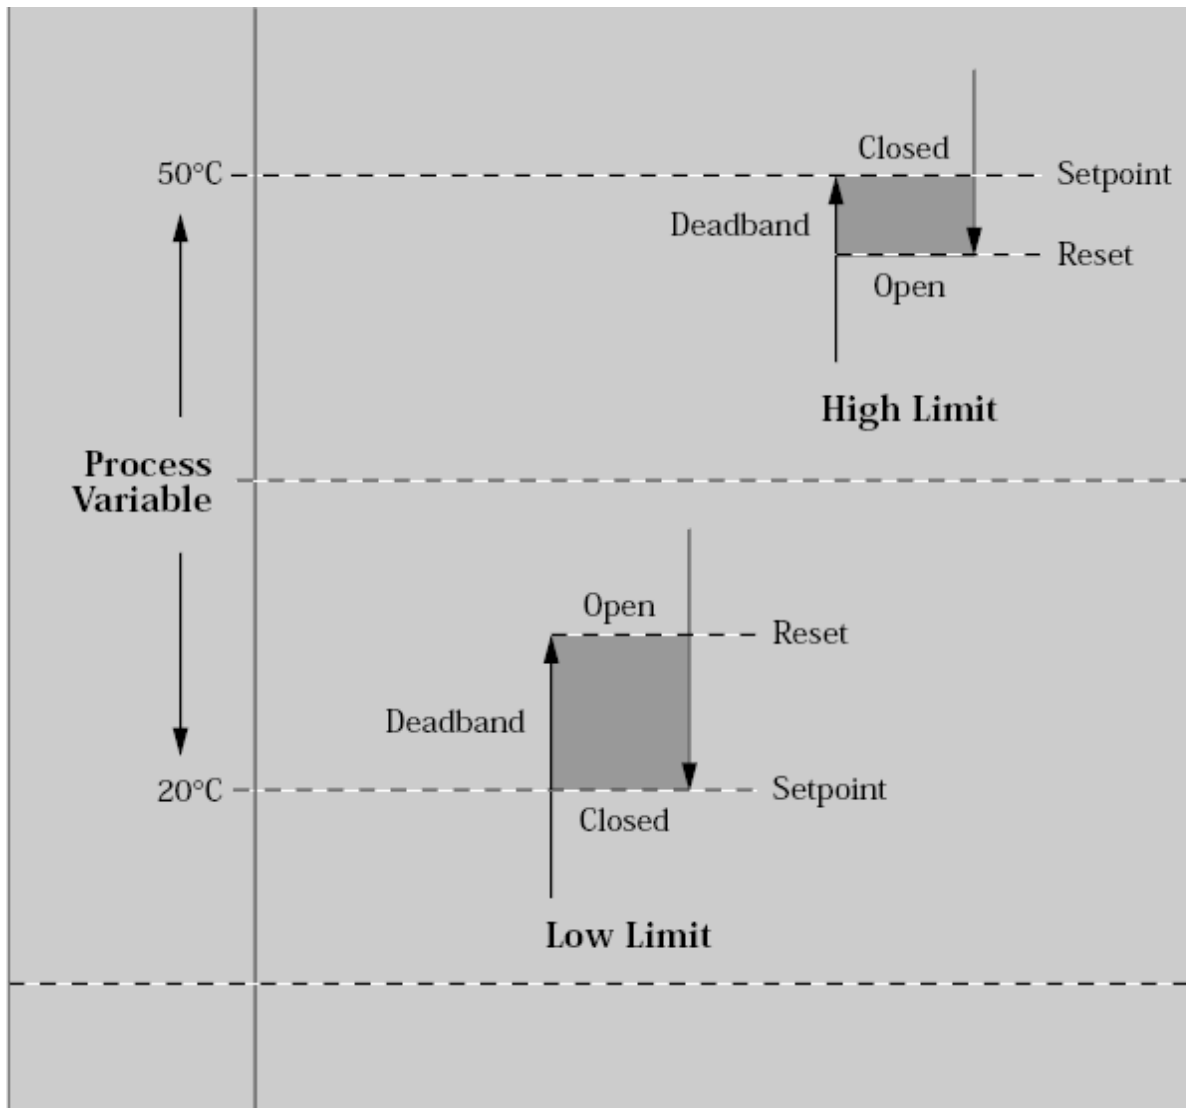 Closed
50°C
Setpoint
Deadband
Reset
Open
High Limit
Process
Variable
Open
Reset
Deadband
20°C
Setpoint
Closed
Low Limit